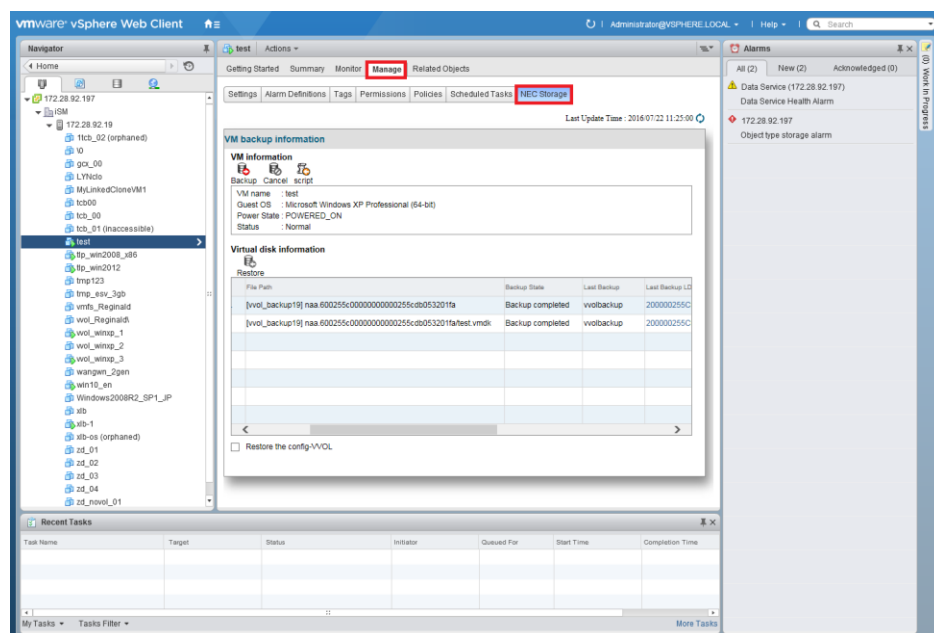 vmware® vSphere Web Client
Administrator@VSPHERE.LOCAL
Help
Search
Navigator
Home
172.28.92.197
ISM
172.28.92.19
1tcb_02 (orphaned)
\0
gcx_00
LYNclo
MyLinkedCloneVM1
tcb00
tcb_00
tcb_01 (inaccessible)
test
tlp_win2008_x86
tlp_win2012
tmp123
tmp_esv_3gb
vmfs_Reginald
vvol_Reginald\
vvol_winxp_1
vvol_winxp_2
vvol_winxp_3
wangwn_2gen
win10_en
Windows2008R2_SP1_JP
xlb
xlb-1
xlb-os (orphaned)
zd_01
zd_02
zd_03
zd_04
zd_novol_01
test Actions
Getting Started Summary Monitor Manage Related Objects
Settings Alarm Definitions Tags Permissions Policies Scheduled Tasks NEC Storage
Last Update Time : 2016/07/22 11:25:00
VM backup information
VM information
Backup Cancel script
VM name : test
Guest OS : Microsoft Windows XP Professional (64-bit)
Power State : POWERED_ON
Status : Normal
Virtual disk information
Restore
File Path Backup State Last Backup Last Backup LD
[vvol_backup19] naa.600255c00000000000255cdb053201fa Backup completed vvolbackup 200000255C
[vvol_backup19] naa.600255c00000000000255cdb053201fa/test.vmdk Backup completed vvolbackup 200000255C
Restore the config-VVOL
Alarms
All (2) New (2) Acknowledged (0)
Data Service (172.28.92.197)
Data Service Health Alarm
172.28.92.197
Object type storage alarm
(0) Work In Progress
Recent Tasks
Task Name Target Status Initiator Queued For Start Time Completion Time
My Tasks Tasks Filter More Tasks